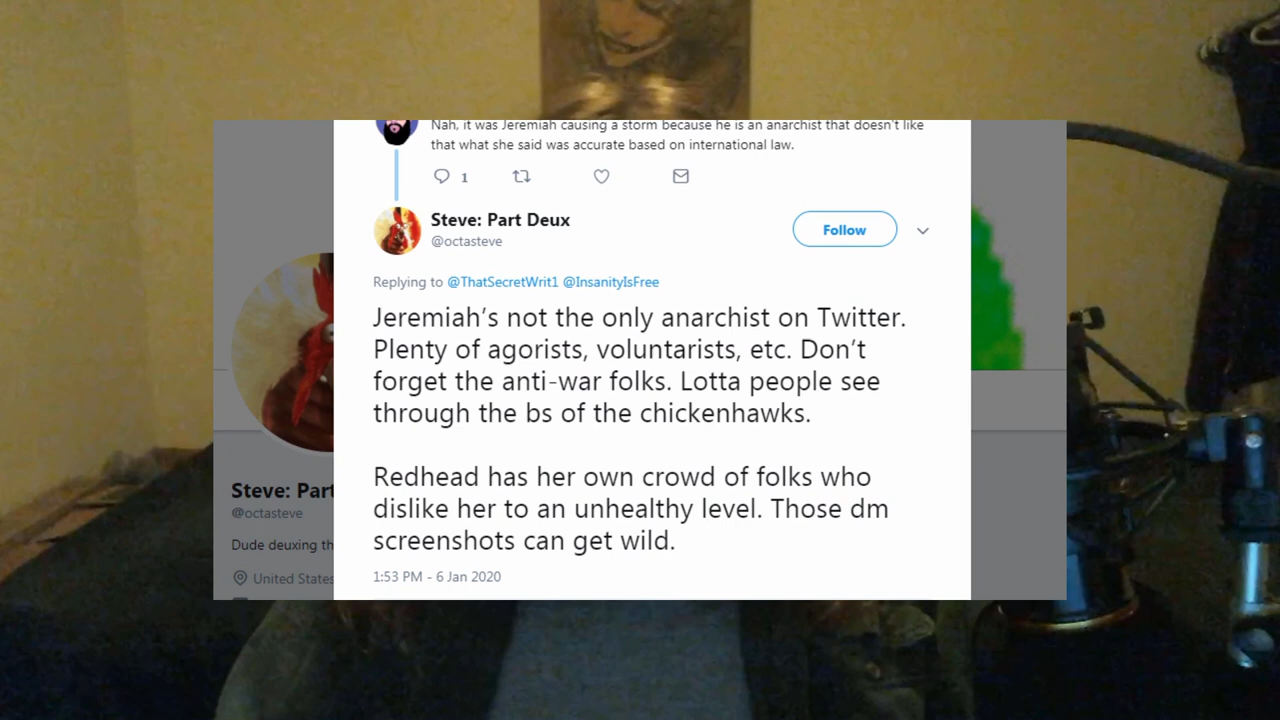 Nah, it was Jeremiah causing a storm because he is an anarchist that doesn't like
that what she said was accurate based on international law.
1
Steve: Part Deux
@octasteve
Follow
Replying to @ThatSecretWrit1 @InsanityIsFree
Jeremiah's not the only anarchist on Twitter.
Plenty of agorists, voluntarists, etc. Don't
forget the anti-war folks. Lotta people see
through the bs of the chickenhawks.
Redhead has her own crowd of folks who
dislike her to an unhealthy level. Those dm
screenshots can get wild.
1:53 PM - 6 Jan 2020
Steve: Part
@octasteve
Dude deuxing th
United States